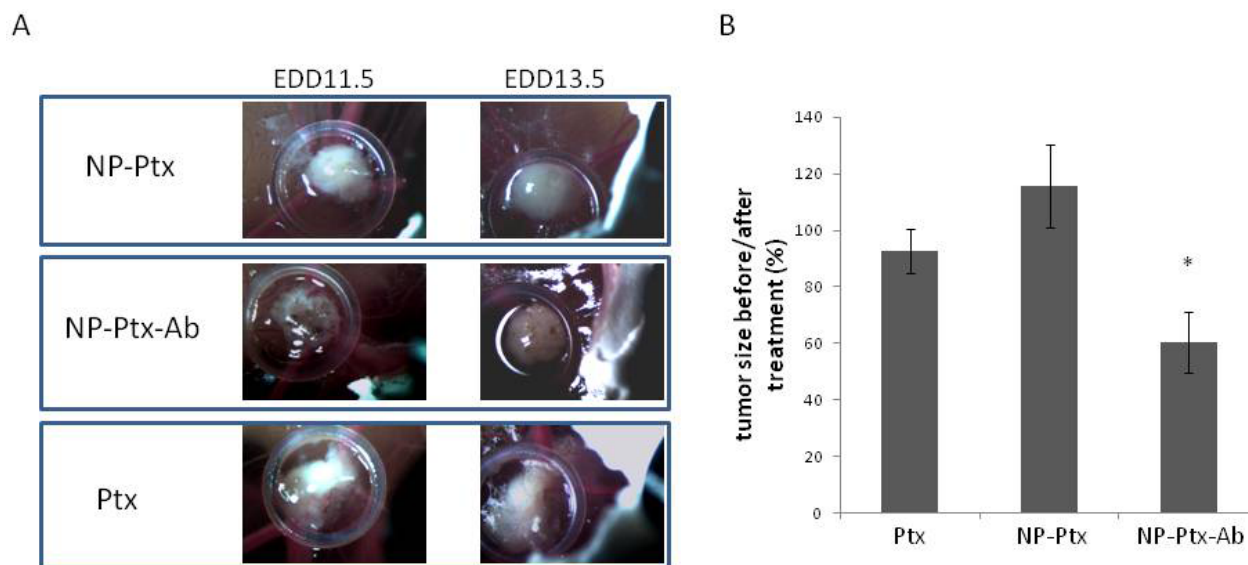 A
EDD11.5 EDD13.5
NP-Ptx
NP-Ptx-Ab
Ptx
B
tumor size before/after
treatment (%)
140
120
100
80
60
40
20
0
*
Ptx NP-Ptx NP-Ptx-Ab